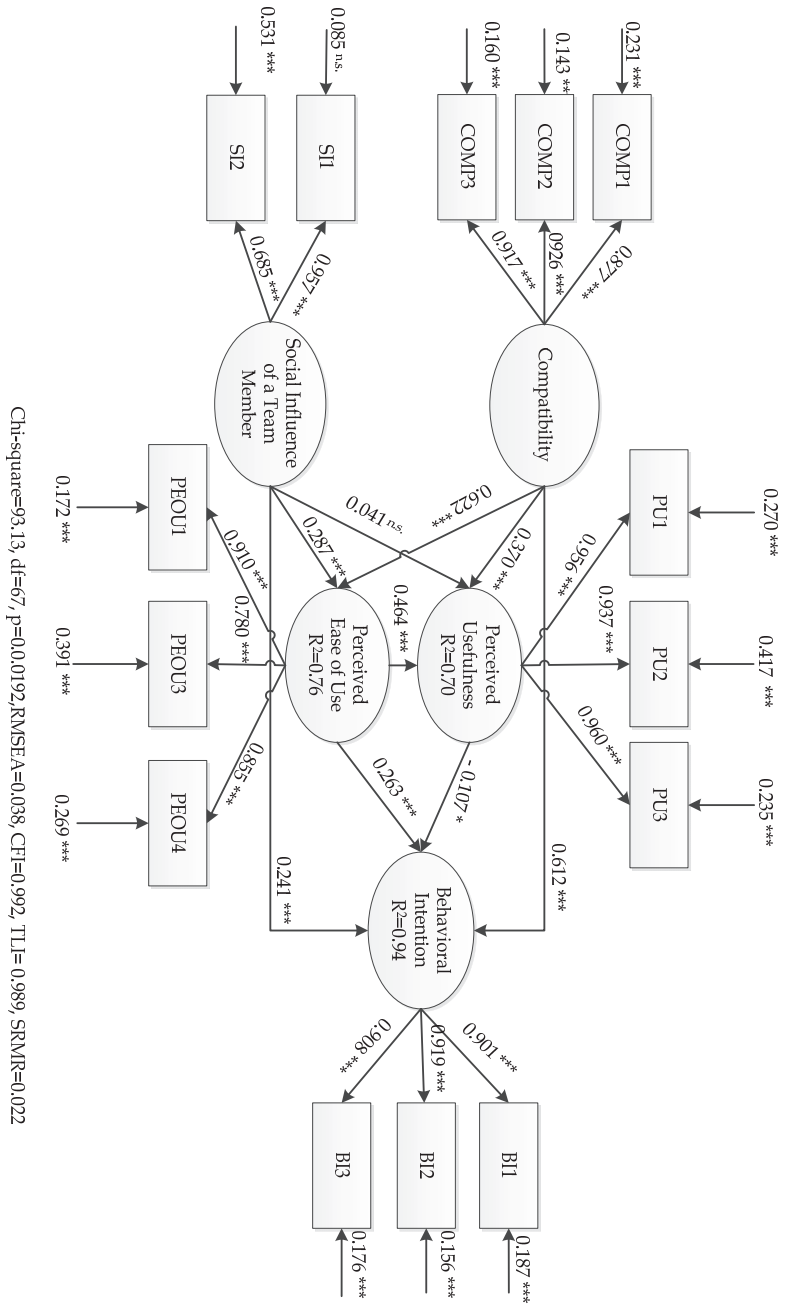 0.270 ***
0.417 ***
0.235 ***
PU1
PU2
PU3
0.956 ***
0.937 ***
0.960 ***
0.231 ***
0.143 **
0.160 ***
COMP1
COMP2
COMP3
0.877 ***
0926 ***
0.917 ***
Compatibility
0.612 ***
0.370 ***
0.622 ***
Perceived
Usefulness
R²=0.70
- 0.107 *
0.464 ***
Behavioral
Intention
R²=0.94
0.901 ***
0.919 ***
0.908 ***
BI1
BI2
BI3
0.187 ***
0.156 ***
0.176 ***
0.085 n.s.
0.531 ***
SI1
SI2
0.957 ***
0.685 ***
Social Influence
of a Team
Member
0.041 n.s.
0.287 ***
Perceived
Ease of Use
R²=0.76
0.263 ***
0.241 ***
0.910 ***
0.780 ***
0.855 ***
PEOU1
PEOU3
PEOU4
0.172 ***
0.391 ***
0.269 ***
Chi-square=93.13, df=67, p=0.0.0192,RMSEA=0.038, CFI=0.992, TLI= 0.989, SRMR=0.022